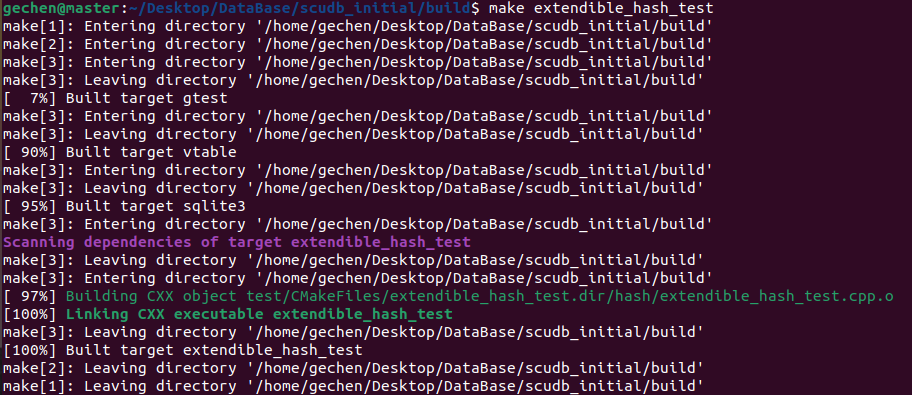 gechen@master:~/Desktop/DataBase/scudb_initial/build$ make extendible_hash_test
make[1]: Entering directory '/home/gechen/Desktop/DataBase/scudb_initial/build'
make[2]: Entering directory '/home/gechen/Desktop/DataBase/scudb_initial/build'
make[3]: Entering directory '/home/gechen/Desktop/DataBase/scudb_initial/build'
make[3]: Leaving directory '/home/gechen/Desktop/DataBase/scudb_initial/build'
[  7%] Built target gtest
make[3]: Entering directory '/home/gechen/Desktop/DataBase/scudb_initial/build'
make[3]: Leaving directory '/home/gechen/Desktop/DataBase/scudb_initial/build'
[ 90%] Built target vtable
make[3]: Entering directory '/home/gechen/Desktop/DataBase/scudb_initial/build'
make[3]: Leaving directory '/home/gechen/Desktop/DataBase/scudb_initial/build'
[ 95%] Built target sqlite3
make[3]: Entering directory '/home/gechen/Desktop/DataBase/scudb_initial/build'
Scanning dependencies of target extendible_hash_test
make[3]: Leaving directory '/home/gechen/Desktop/DataBase/scudb_initial/build'
make[3]: Entering directory '/home/gechen/Desktop/DataBase/scudb_initial/build'
[ 97%] Building CXX object test/CMakeFiles/extendible_hash_test.dir/hash/extendible_hash_test.cpp.o
[100%] Linking CXX executable extendible_hash_test
make[3]: Leaving directory '/home/gechen/Desktop/DataBase/scudb_initial/build'
[100%] Built target extendible_hash_test
make[2]: Leaving directory '/home/gechen/Desktop/DataBase/scudb_initial/build'
make[1]: Leaving directory '/home/gechen/Desktop/DataBase/scudb_initial/build'